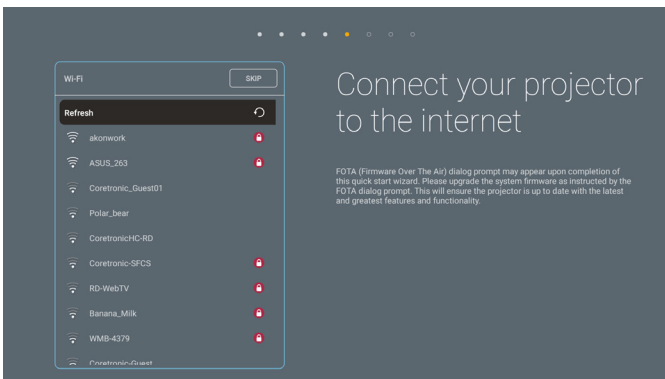 Wi-Fi
SKIP
Refresh
akonwork
ASUS_263
Coretronic_Guest01
Polar_bear
CoretronicHC-RD
Coretronic-SFCS
RD-WebTV
Banana_Milk
WMB-4379
Coretronic-Guest
Connect your projector
to the internet
FOTA (Firmware Over The Air) dialog prompt may appear upon completion of
this quick start wizard. Please upgrade the system firmware as instructed by the
FOTA dialog prompt. This will ensure the projector is up to date with the latest
and greatest features and functionality.